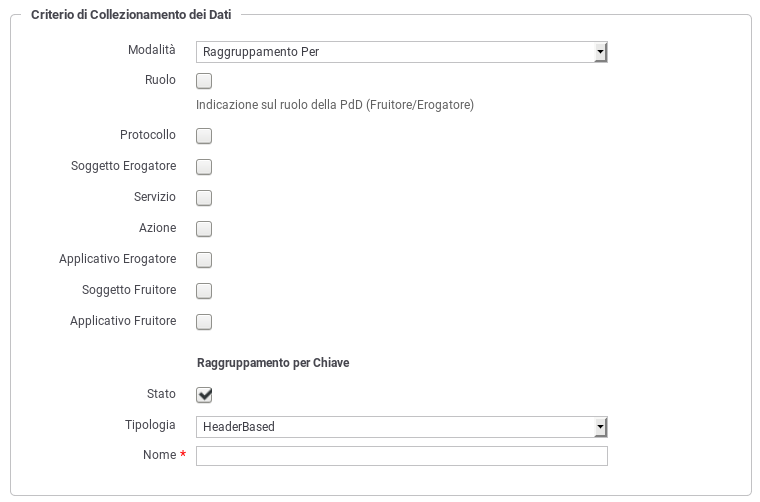 Criterio di Collezionamento dei Dati
Modalità Raggruppamento Per
Ruolo
Indicazione sul ruolo della PdD (Fruitore/Erogatore)
Protocollo
Soggetto Erogatore
Servizio
Azione
Applicativo Erogatore
Soggetto Fruitore
Applicativo Fruitore
Raggruppamento per Chiave
Stato
Tipologia HeaderBased
Nome *